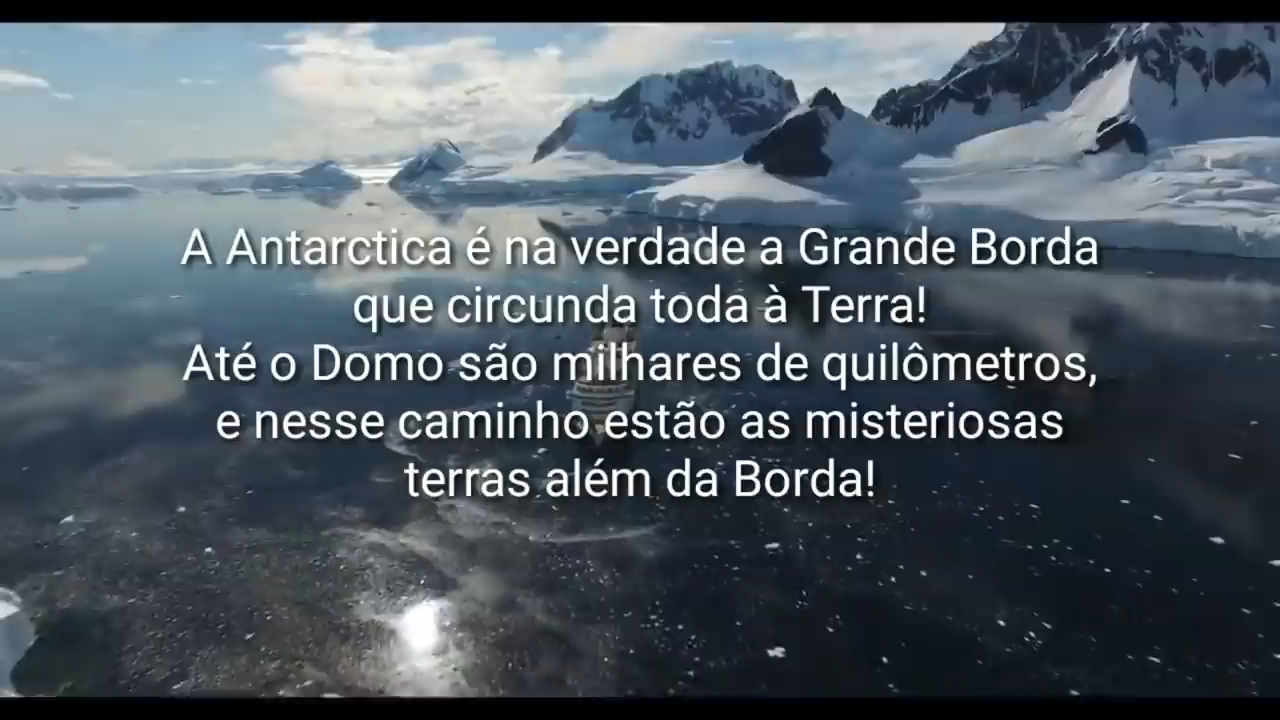 A Antarctica é na verdade a Grande Borda
que circunda toda à Terra!
Até o Domo são milhares de quilômetros,
e nesse caminho estão as misteriosas
terras além da Borda!